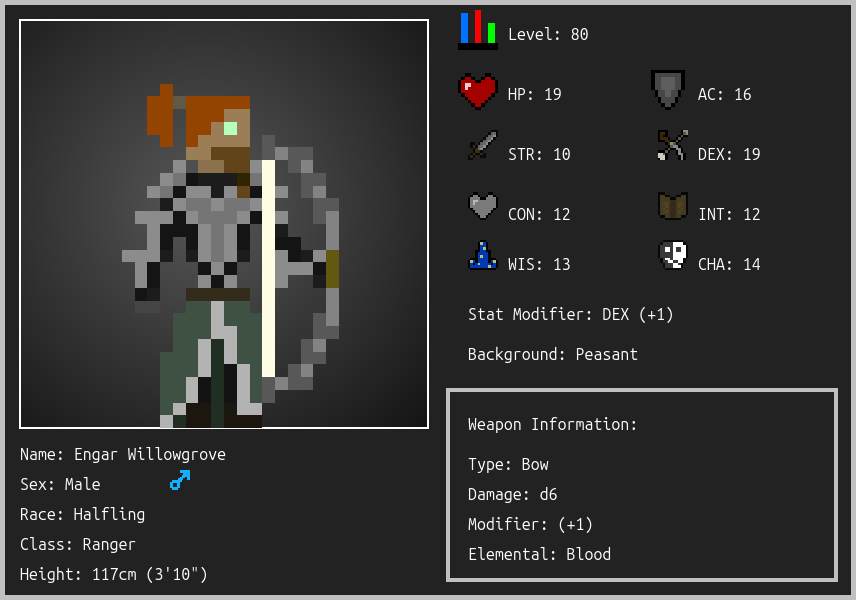 Level: 80
HP: 19
AC: 16
STR: 10
DEX: 19
CON: 12
INT: 12
WIS: 13
CHA: 14
Stat Modifier: DEX (+1)
Background: Peasant
Weapon Information:
Type: Bow
Damage: d6
Modifier: (+1)
Elemental: Blood
Name: Engar Willowgrove
Sex: Male
Race: Halfling
Class: Ranger
Height: 117cm (3'10")